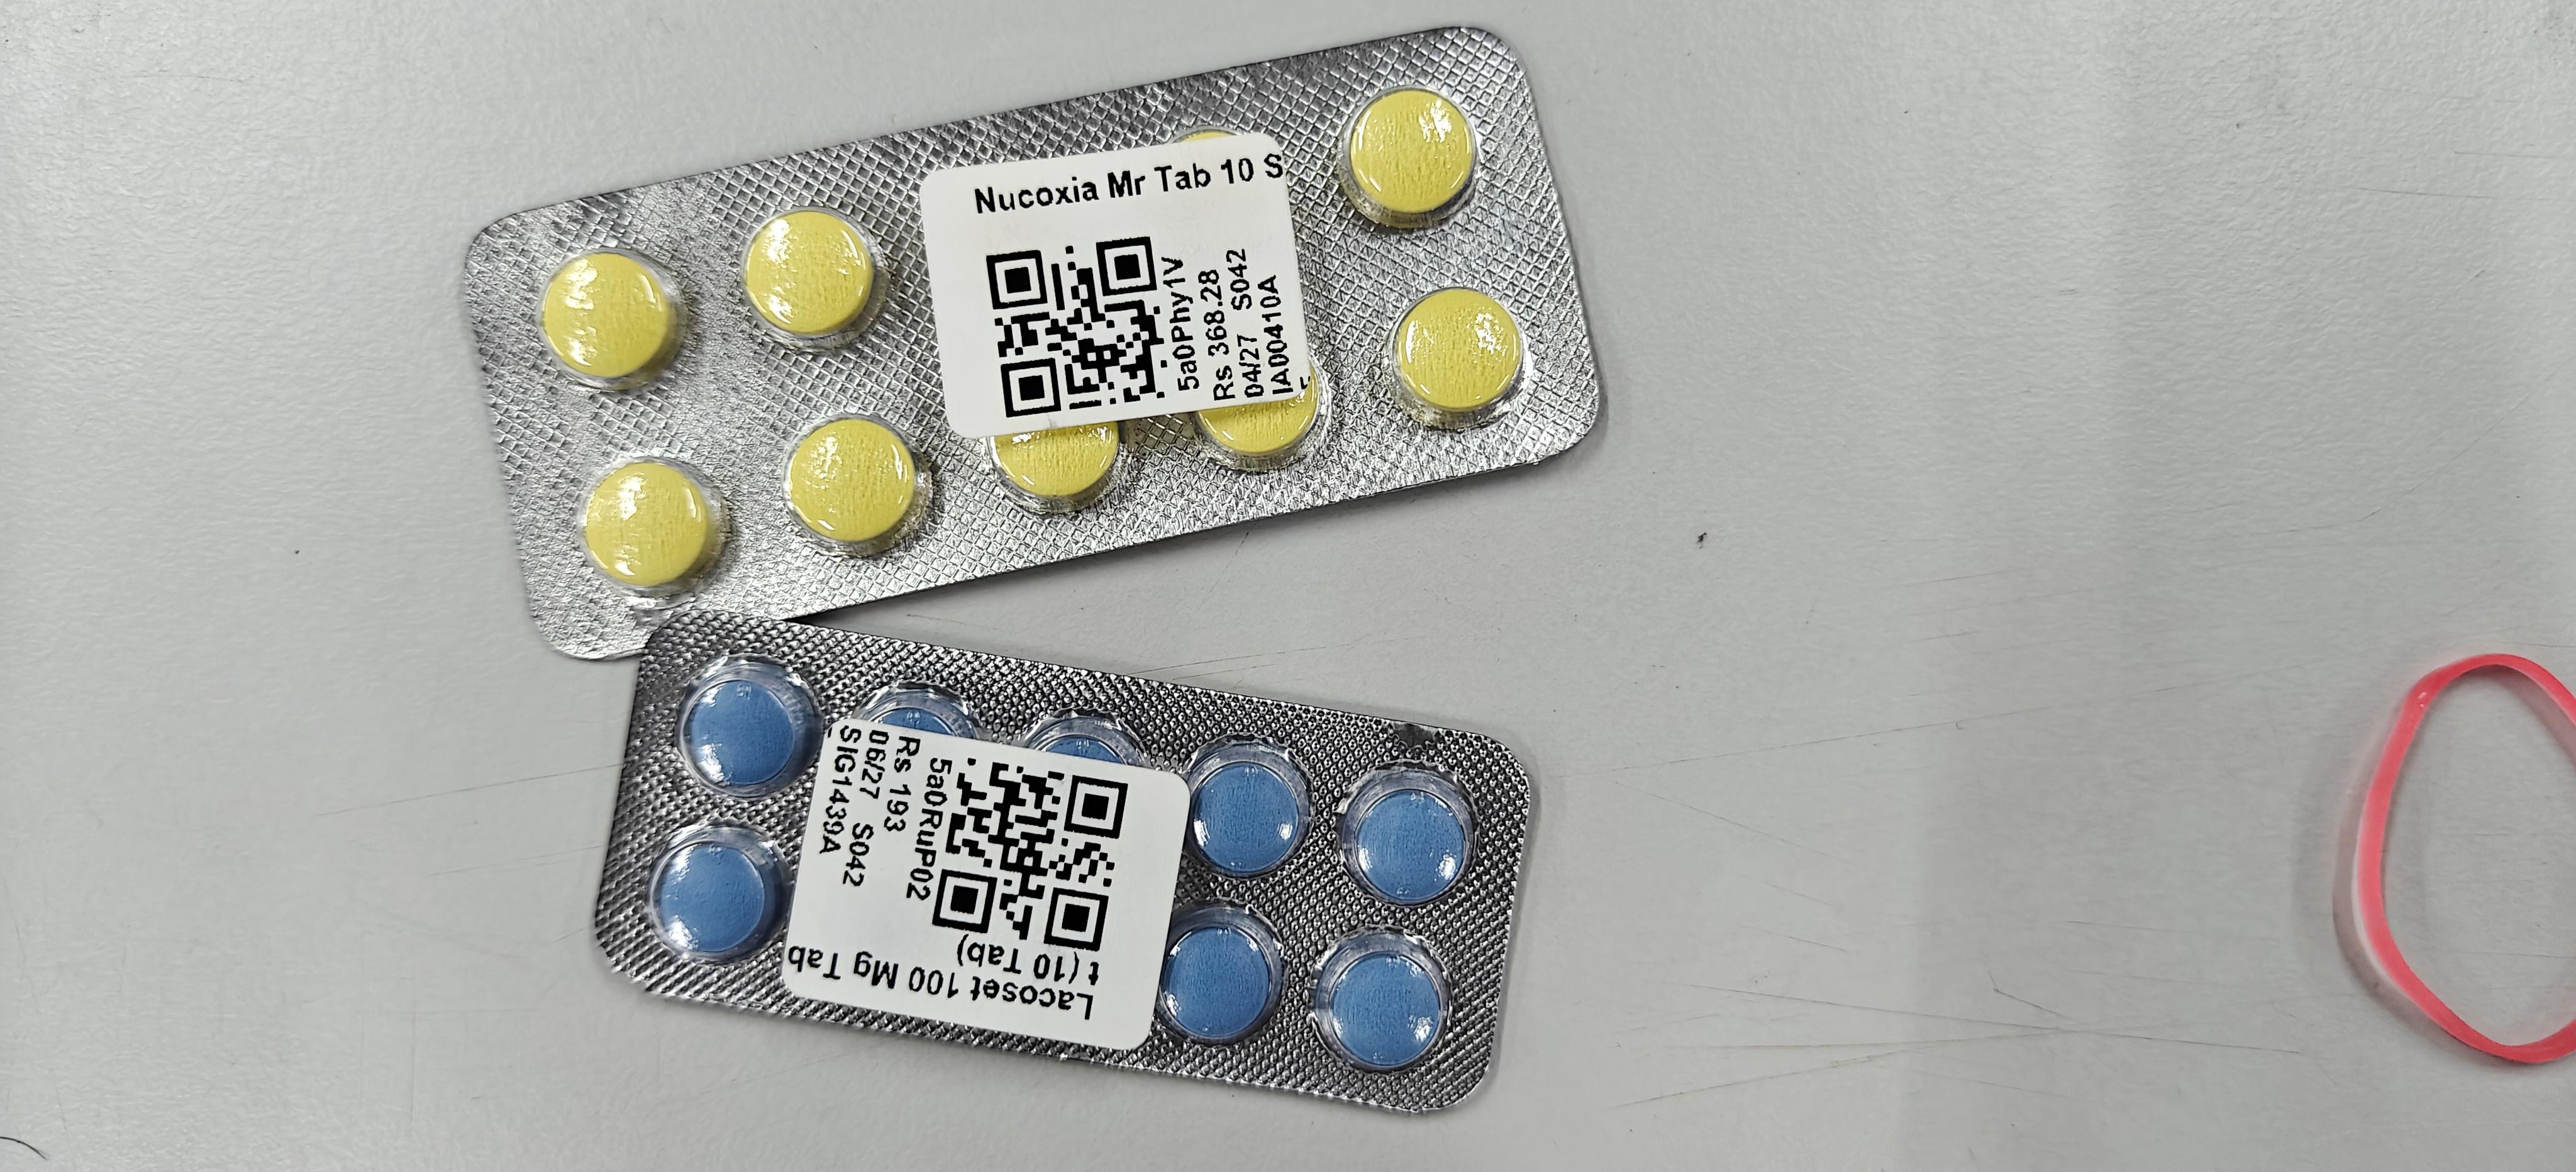 Nucoxia Mr Tab 10 S
5a0Phy1V
Rs 368.28
04/27 S042
IA00410A
Lacoset 100 Mg Tab
t (10 Tab)
5a0RuP02
Rs 193
06/27 S0442
SIG1439A